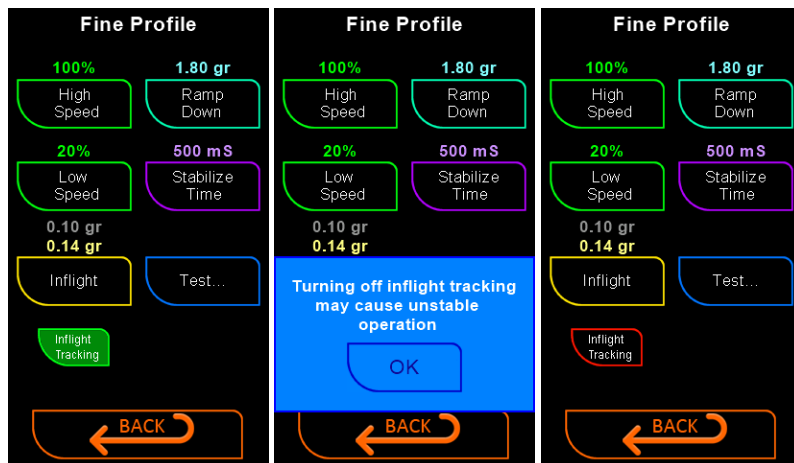 Fine Profile
100%
1.80 gr
High
Speed
Ramp
Down
20%
500 mS
Low
Speed
Stabilize
Time
0.10 gr
0.14 gr
Inflight
Test...
Inflight
Tracking
BACK
Fine Profile
100%
1.80 gr
High
Speed
Ramp
Down
20%
500 mS
Low
Speed
Stabilize
Time
0.10 gr
0.14 gr
Turning off inflight tracking
may cause unstable
operation
OK
BACK
Fine Profile
100%
1.80 gr
High
Speed
Ramp
Down
20%
500 mS
Low
Speed
Stabilize
Time
0.10 gr
0.14 gr
Inflight
Test...
Inflight
Tracking
BACK